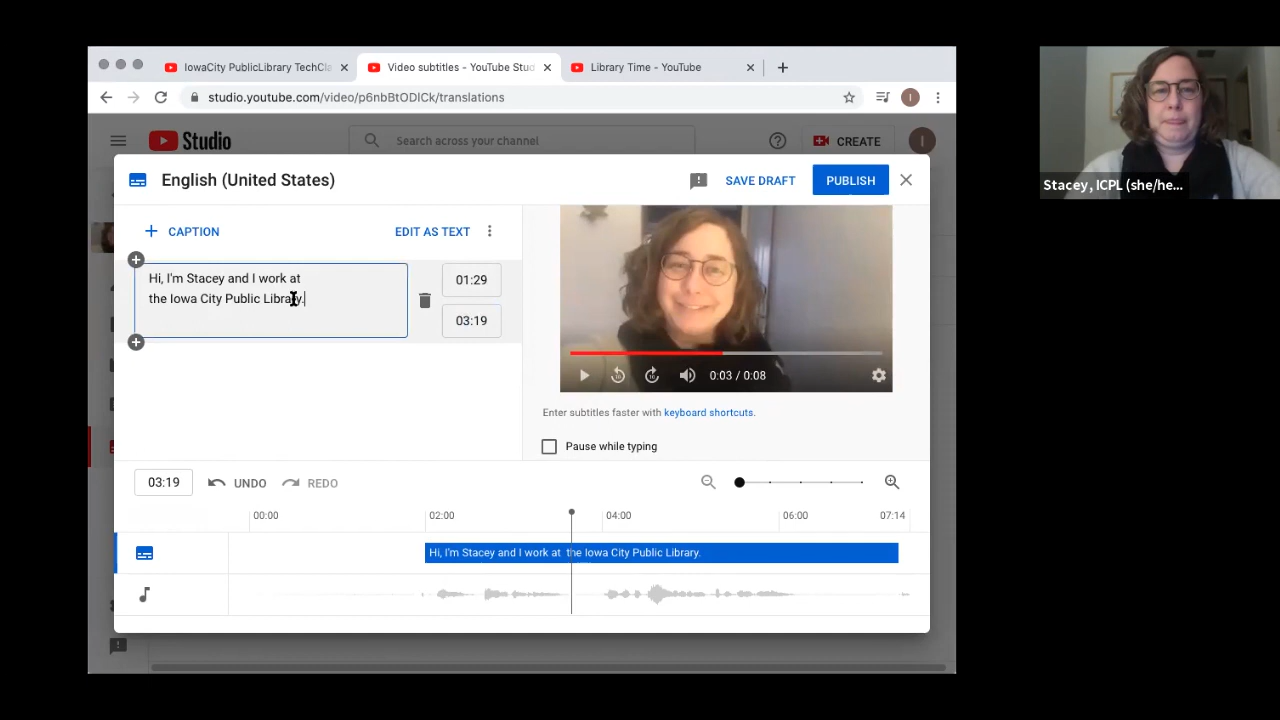 IowaCity PublicLibrary TechCla
Video subtitles - YouTube Stud
Library Time - YouTube
studio.youtube.com/video/p6nbBtODlCk/translations
Studio
Search across your channel
CREATE
I
I
English (United States)
SAVE DRAFT
PUBLISH
CAPTION
EDIT AS TEXT
Hi, I'm Stacey and I work at
the Iowa City Public Library.
01:29
03:19
0:03 / 0:08
Enter subtitles faster with keyboard shortcuts.
Pause while typing
03:19
UNDO
REDO
00:00
02:00
04:00
06:00
07:14
Hi, I'm Stacey and I work at the Iowa City Public Library.
Stacey, ICPL (she/he...